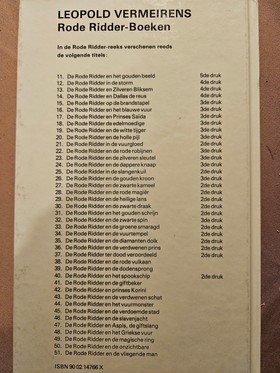 LEOPOLD VERMEIRENS
Rode Ridder-Boeken
In de Rode Ridder-reeks verschenen reeds
de volgende titels:
11. De Rode Ridder en het gouden beeld 5de druk
12. De Rode Ridder in de storm 4de druk
13. De Rode Ridder en Zilveren Bliksem 4de druk
14. De Rode Ridder en Dallas de reus 4de druk
15. De Rode Ridder op de brandstapel 3de druk
16. De Rode Ridder en het blauwe vuur 3de druk
17. De Rode Ridder en Prinses Saida 3de druk
18. De Rode Ridder de edelmoedige 3de druk
19. De Rode Ridder en de witte tijger 3de druk
20. De Rode Ridder en de holle pijl 3de druk
21. De Rode Ridder in de vuurgloed 2de druk
22. De Rode Ridder en de rode robijnen 3de druk
23. De Rode Ridder en de zilveren sleutel 3de druk
24. De Rode Ridder en de dappere knaap 3de druk
25. De Rode Ridder in de slangenkuil 2de druk
26. De Rode Ridder en de gouden kroon 3de druk
27. De Rode Ridder en de zwarte kameel 2de druk
28. De Rode Ridder en de rode magiër 2de druk
29. De Rode Ridder en de heilige lans 2de druk
30. De Rode Ridder en de zwarte draak 2de druk
31. De Rode Ridder en het gouden schrijn 2de druk
32. De Rode Ridder en de zwarte spin 3de druk
33. De Rode Ridder en de groene smaragd 2de druk
34. De Rode Ridder en de vuurtempel 2de druk
35. De Rode Ridder en de diamanten dolk 2de druk
36. De Rode Ridder en de verdwenen prins 2de druk
37. De Rode Ridder ter dood veroordeeld 2de druk
38. De Rode Ridder en de rode vulkaan
39. De Rode Ridder en de dodensprong
40. De Rode Ridder en het spookschip 2de druk
41. De Rode Ridder en de gifbeker
42. De Rode Ridder en prinses Korini
43. De Rode Ridder en de verdwenen schat
44. De Rode Ridder en het vuurmonster
45. De Rode Ridder en de verdoemde stad
46. De Rode Ridder en de slavenjacht
47. De Rode Ridder en Aapia, de giftslang
48. De Rode Ridder en het Griekse vuur
49. De Rode Ridder en de magische ring
50. De Rode Ridder en de onzichtbare
51. De Rode Ridder en de vliegende man
ISBN 90 02 14766 X